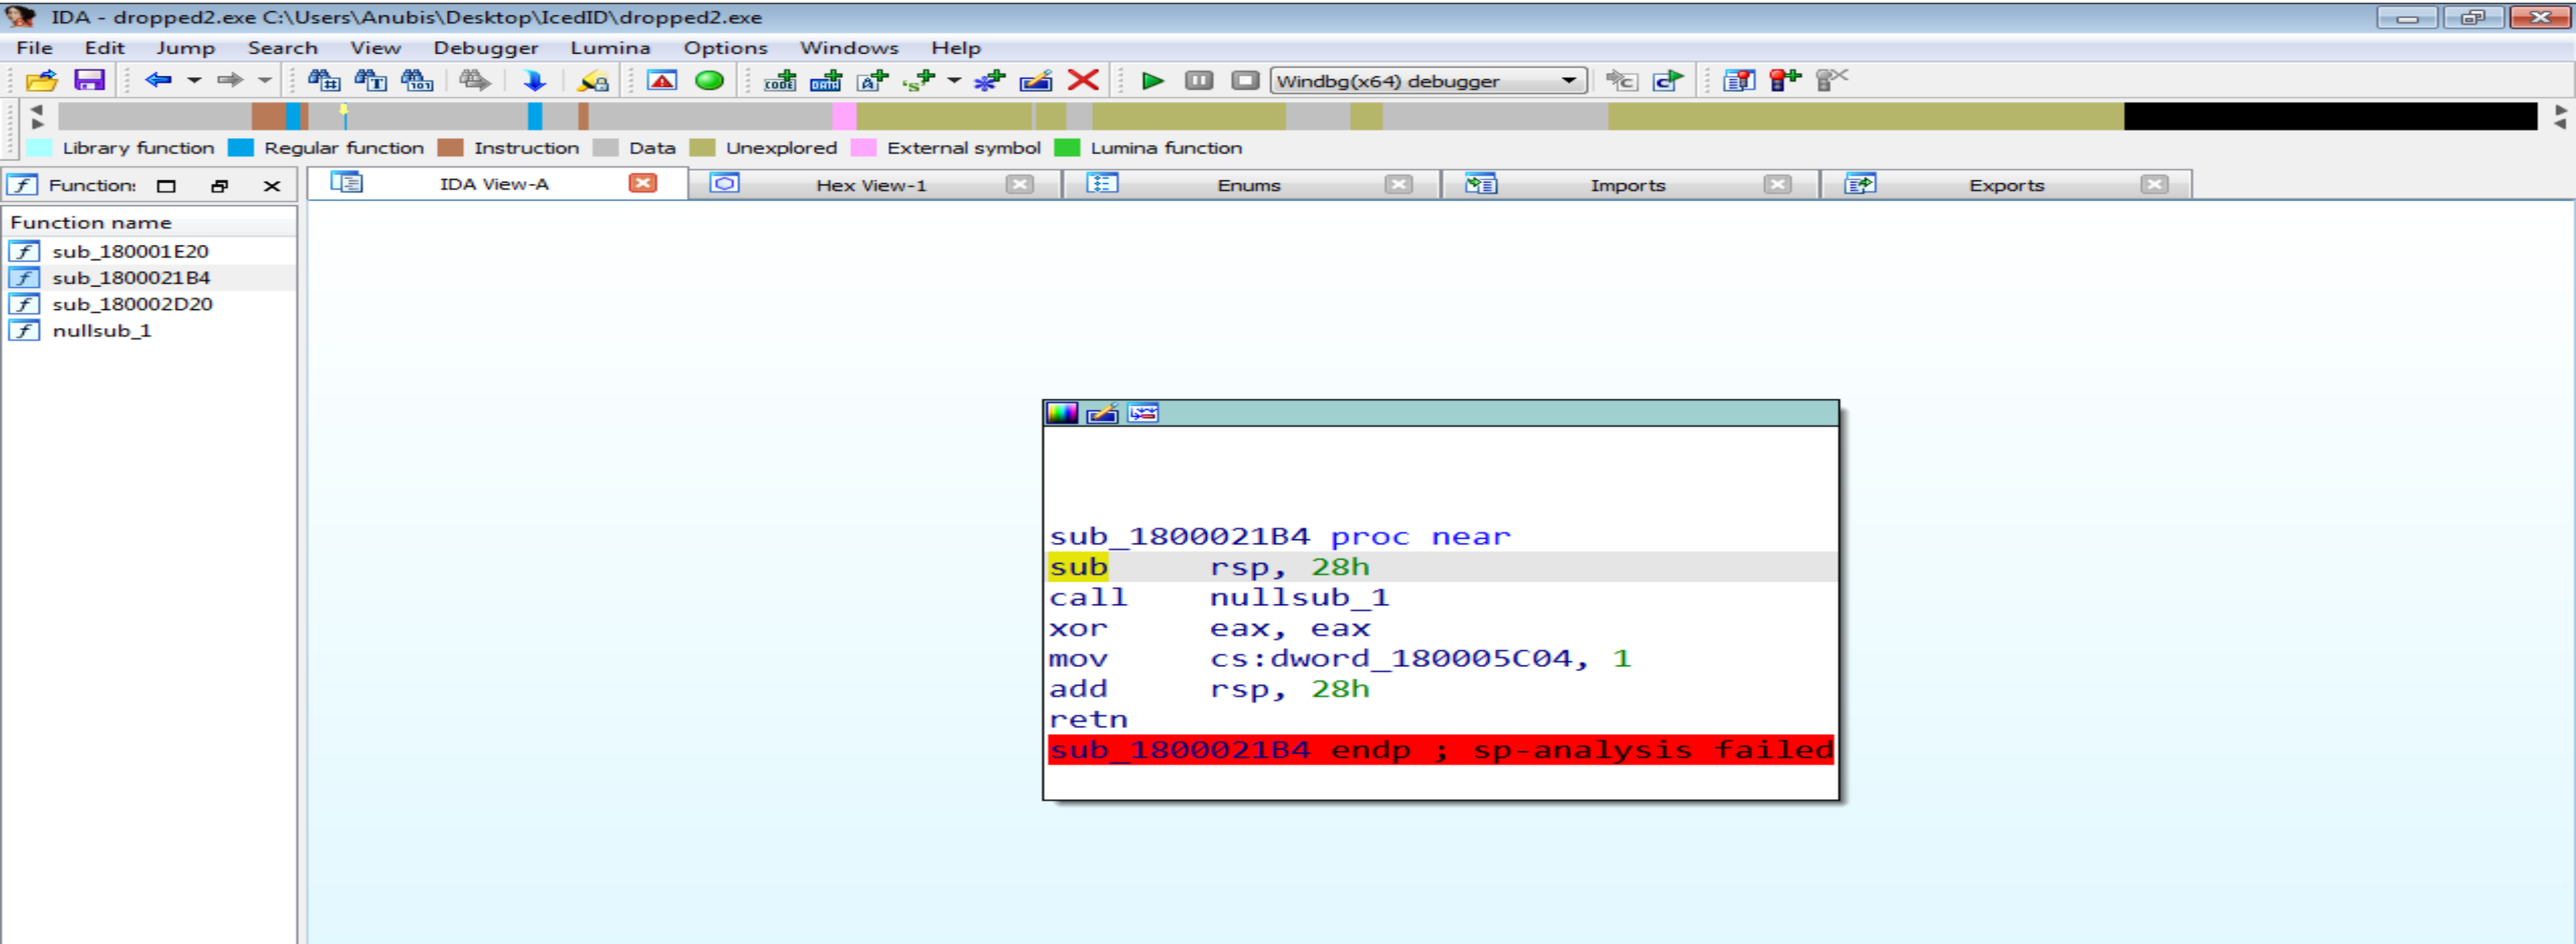 IDA - dropped2.exe C:\Users\Anubis\Desktop\IcedID\dropped2.exe
File Edit Jump Search View Debugger Lumina Options Windows Help
Windbg(x64) debugger
Library function Regular function Instruction Data Unexplored External symbol Lumina function
Function: IDA View-A Hex View-1 Enums Imports Exports
Function name
sub_180001E20
sub_1800021B4
sub_180002D20
nullsub_1
sub_1800021B4 proc near
sub rsp, 28h
call nullsub_1
xor eax, eax
mov cs:dword_180005C04, 1
add rsp, 28h
retn
sub_1800021B4 endp ; sp-analysis failed